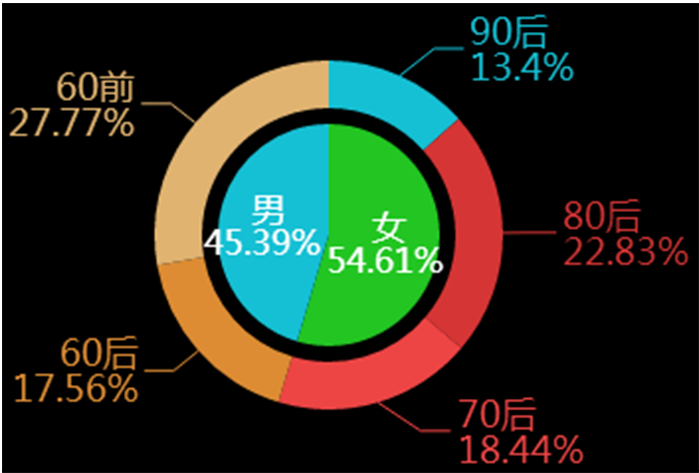 90后
13.4%
60前
27.77%
男
45.39%
女
54.61%
80后
22.83%
60后
17.56%
70后
18.44%